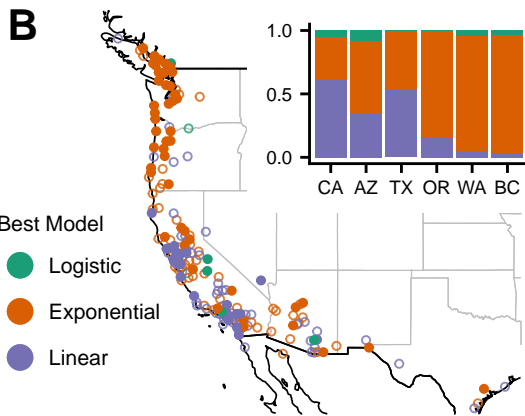 B
1.0
0.5
0.0
CA AZ TX OR WA BC
Best Model
Logistic
Exponential
Linear